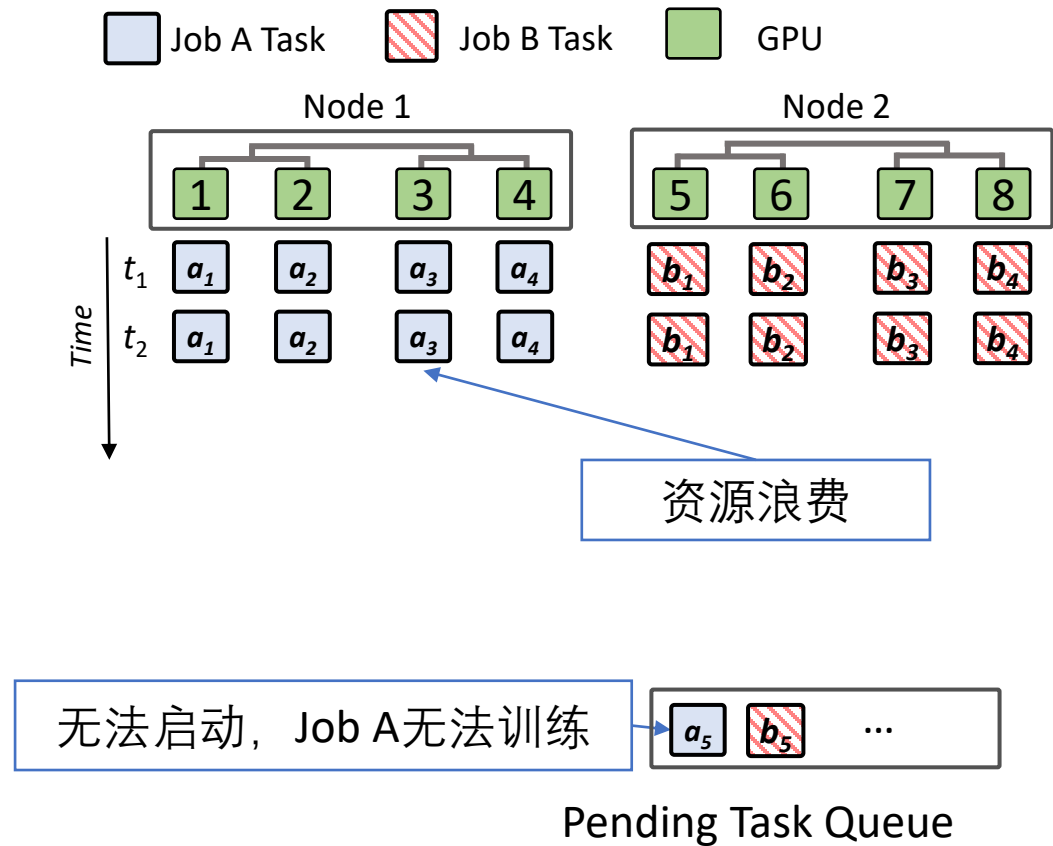 Job A Task Job B Task GPU
Node 1 Node 2
1 2 3 4 5 6 7 8
t1 a1 a2 a3 a4 b1 b2 b3 b4
t2 a1 a2 a3 a4 b1 b2 b3 b4
Time
资源浪费
无法启动，Job A无法训练
a5 b5 ...
Pending Task Queue